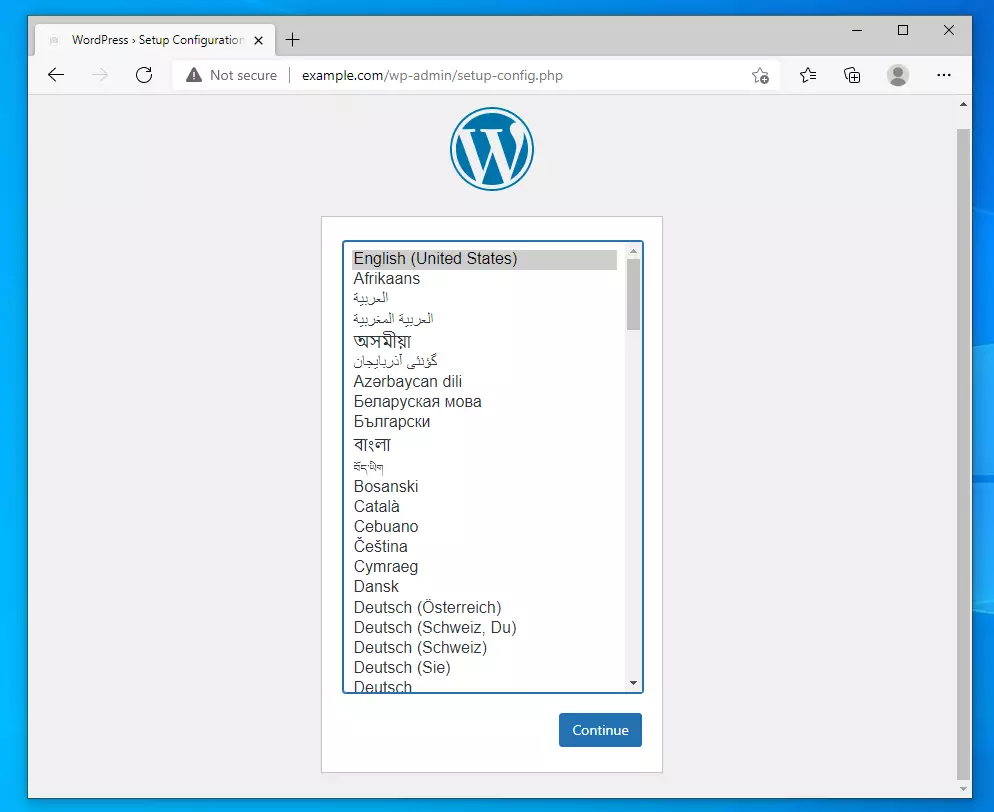 WordPress › Setup Configuration
Not secure
example.com/wp-admin/setup-config.php
English (United States)
Afrikaans
العربية
العربية المغربية
অসমীয়া
گؤنئی آذربایجان
Azərbaycan dili
Беларуская мова
Български
বাংলা
བོད་ཡིག
Bosanski
Català
Cebuano
Čeština
Cymraeg
Dansk
Deutsch (Österreich)
Deutsch (Schweiz, Du)
Deutsch (Schweiz)
Deutsch (Sie)
Deutsch
Continue